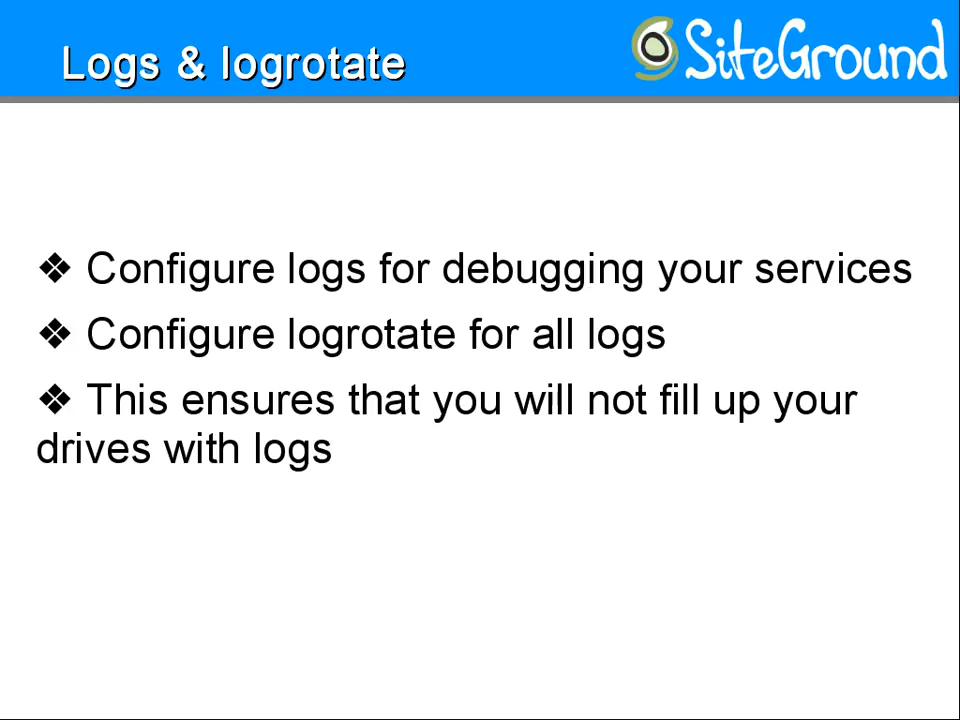 Logs & logrotate
SiteGround
❖ Configure logs for debugging your services
❖ Configure logrotate for all logs
❖ This ensures that you will not fill up your
drives with logs